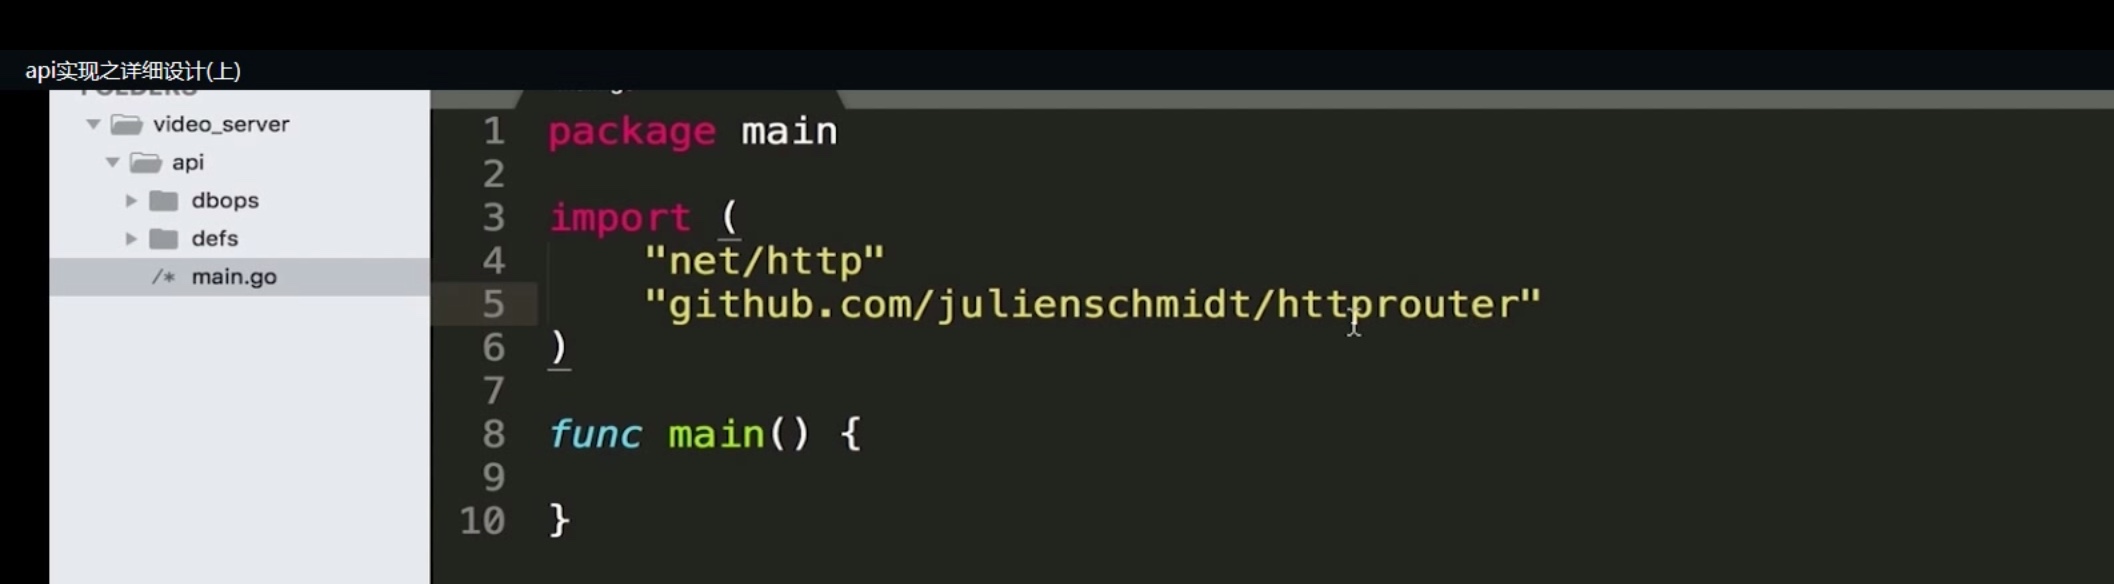 api实现之详细设计(上)
FOLDERS
video_server
api
dbops
defs
/* main.go
1 package main
2
3 import (
4 "net/http"
5 "github.com/julienschmidt/httprouter"
6 )
7
8 func main() {
9
10 }